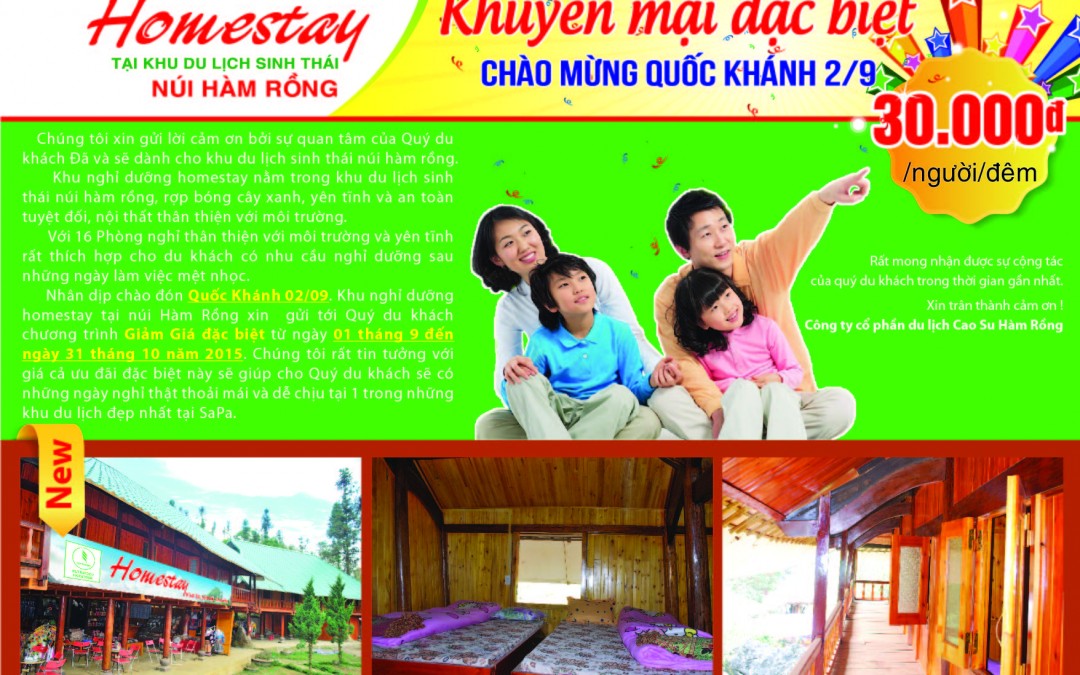 Homestay
TẠI KHU DU LỊCH SINH THÁI
NÚI HÀM RỒNG
Khuyến mại đặc biệt
CHÀO MỪNG QUỐC KHÁNH 2/9
30.000đ
/người/đêm
Chúng tôi xin gửi lời cảm ơn bởi sự quan tâm của Quý du
khách Đã và sẽ dành cho khu du lịch sinh thái núi hàm rồng.
Khu nghỉ dưỡng homestay nằm trong khu du lịch sinh
thái núi hàm rồng, rợp bóng cây xanh, yên tĩnh và an toàn
tuyệt đối, nội thất thân thiện với môi trường.
Với 16 Phòng nghỉ thân thiện với môi trường và yên tĩnh
rất thích hợp cho du khách có nhu cầu nghỉ dưỡng sau
những ngày làm việc mệt nhọc.
Nhân dịp chào đón Quốc Khánh 02/09. Khu nghỉ dưỡng
homestay tại núi Hàm Rồng xin gửi tới Quý du khách
chương trình Giảm Giá đặc biệt từ ngày 01 tháng 9 đến
ngày 31 tháng 10 năm 2015. Chúng tôi rất tin tưởng với
giá cả ưu đãi đặc biệt này sẽ giúp cho Quý du khách sẽ có
những ngày nghỉ thật thoải mái và dễ chịu tại 1 trong những
khu du lịch đẹp nhất tại SaPa.
Rất mong nhận được sự cộng tác
của quý du khách trong thời gian gần nhất.
Xin trân thành cảm ơn !
Công ty cổ phần du lịch Cao Su Hàm Rồng
New
Homestay